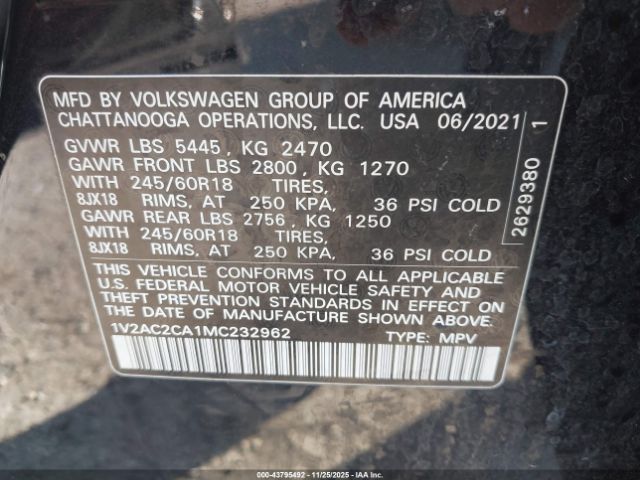 MFD BY VOLKSWAGEN GROUP OF AMERICA
CHATTANOOGA OPERATIONS, LLC. USA 06/2021
GVWR LBS 5445, KG 2470
GAWR FRONT LBS 2800, KG 1270
WITH 245/60R18 TIRES,
8JX18 RIMS, AT 250 KPA, 36 PSI COLD
GAWR REAR LBS 2756, KG 1250
WITH 245/60R18 TIRES,
8JX18 RIMS, AT 250 KPA, 36 PSI COLD
THIS VEHICLE CONFORMS TO ALL APPLICABLE
U.S. FEDERAL MOTOR VEHICLE SAFETY AND
THEFT PREVENTION STANDARDS IN EFFECT ON
THE DATE OF MANUFACTURE SHOWN ABOVE.
1V2AC2CA1MC232962 TYPE: MPV
2629380 1
000-43795492 - 11/25/2025 - IAAI.COM